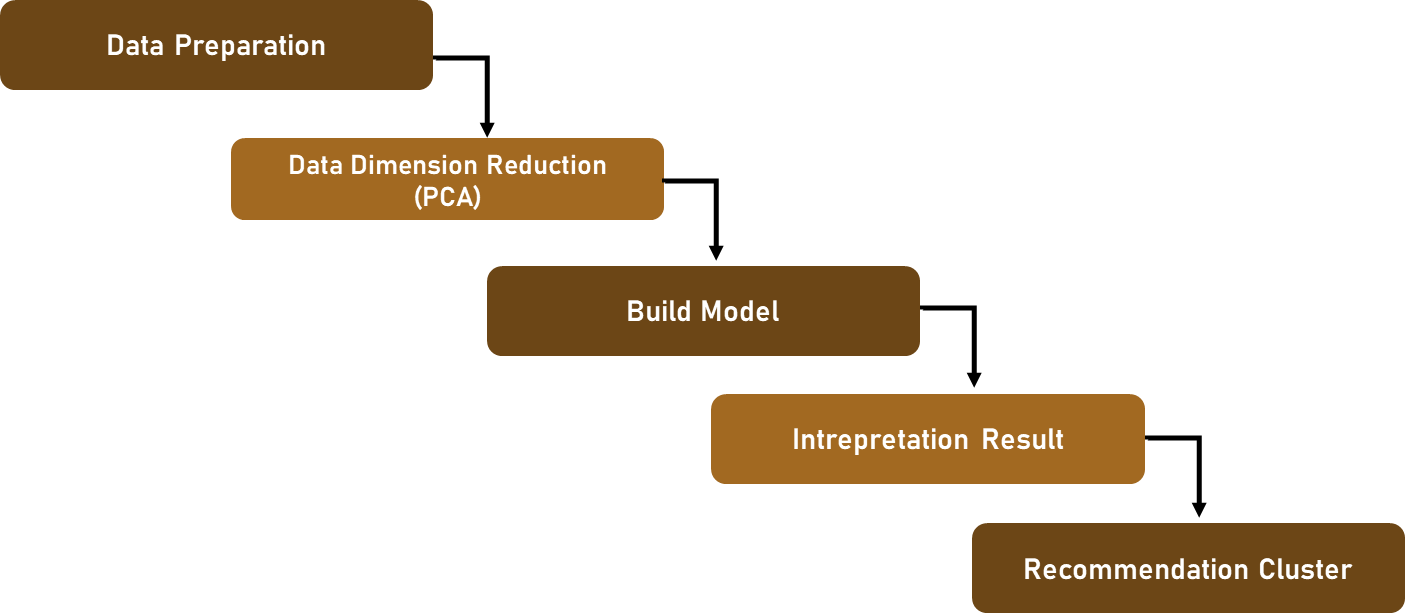 Data Preparation
Data Dimension Reduction
(PCA)
Build Model
Intrepretation Result
Recommendation Cluster